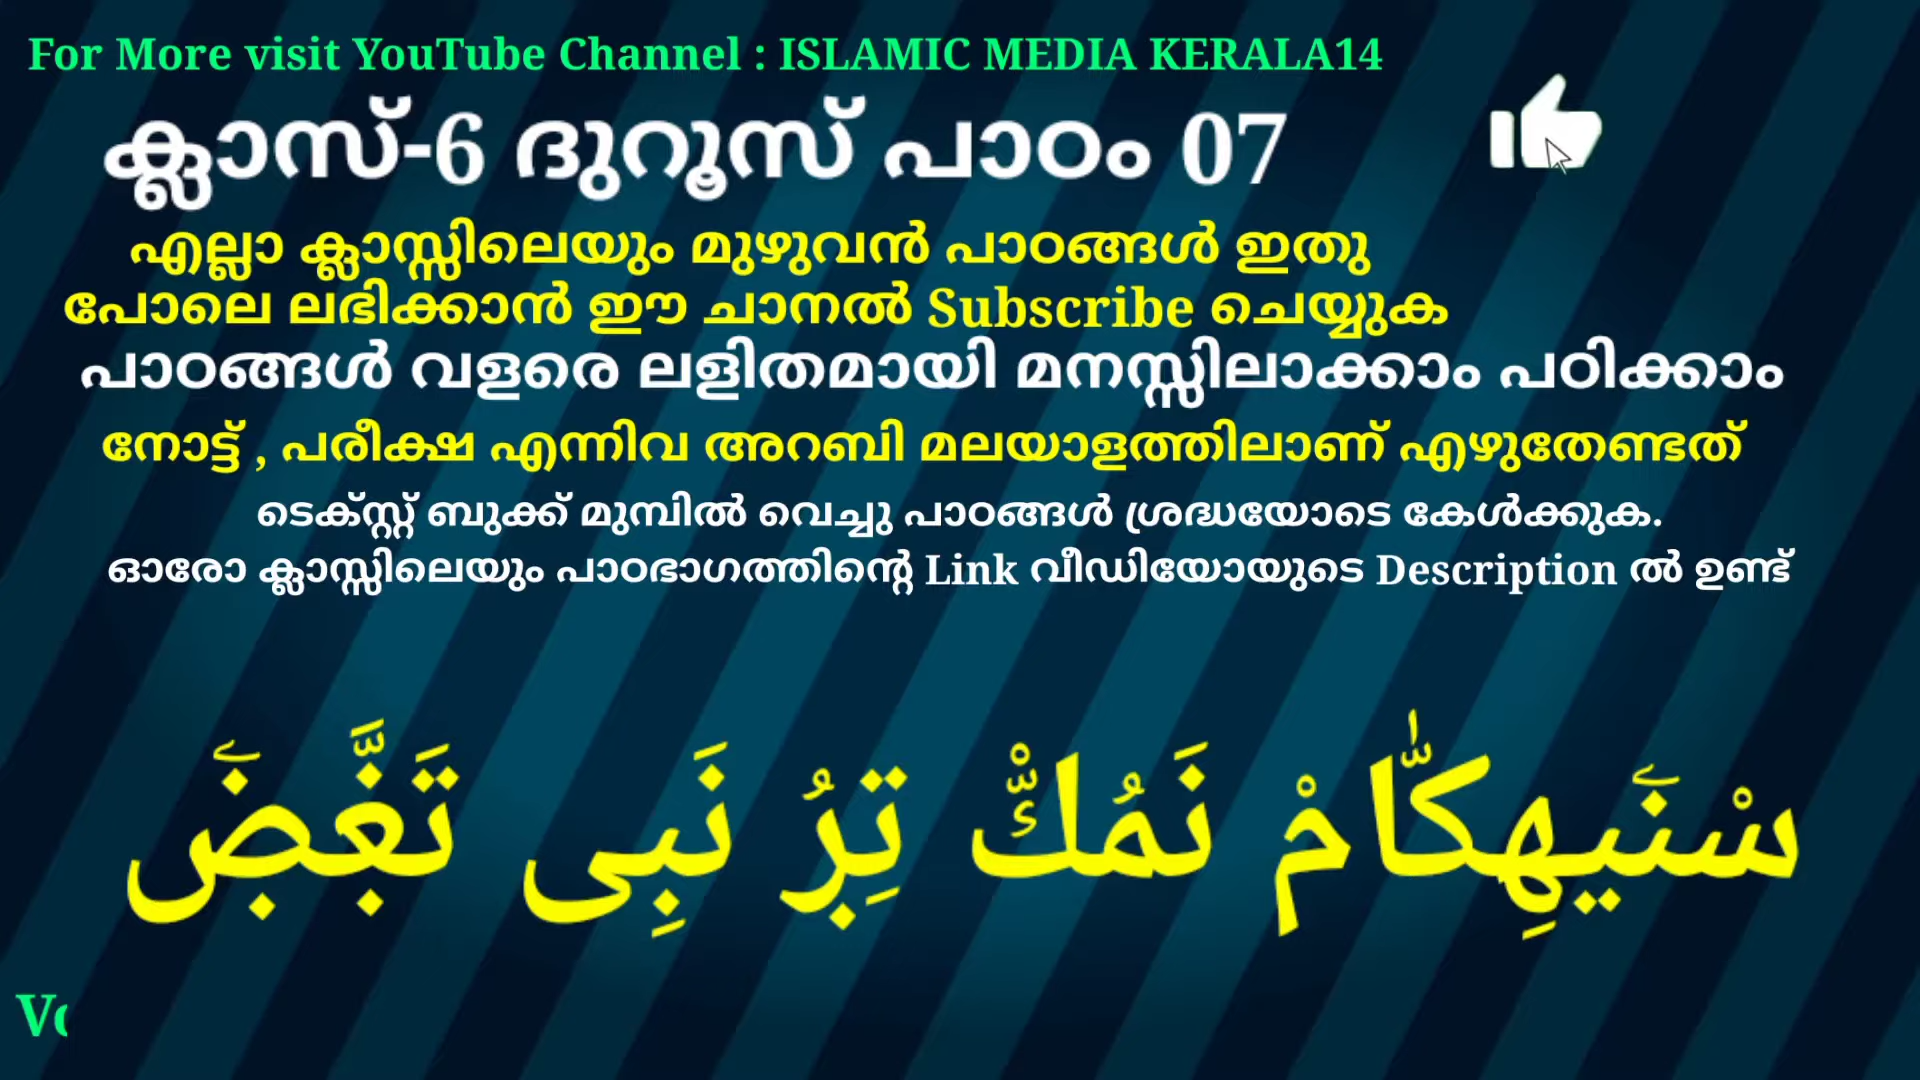 For More visit YouTube Channel : ISLAMIC MEDIA KERALA14
ക്ലാസ്-6 ദുറൂസ് പാഠം 07
എല്ലാ ക്ലാസ്സിലെയും മുഴുവൻ പാഠങ്ങൾ ഇതു
പോലെ ലഭിക്കാൻ ഈ ചാനൽ Subscribe ചെയ്യുക
പാഠങ്ങൾ വളരെ ലളിതമായി മനസ്സിലാക്കാം പഠിക്കാം
നോട്ട് , പരീക്ഷ എന്നിവ അറബി മലയാളത്തിലാണ് എഴുതേണ്ടത്
ടെക്സ്റ്റ് ബുക്ക് മുമ്പിൽ വെച്ചു പാഠങ്ങൾ ശ്രദ്ധയോടെ കേൾക്കുക.
ഓരോ ക്ലാസ്സിലെയും പാഠഭാഗത്തിന്റെ Link വീഡിയോയുടെ Description ൽ ഉണ്ട്
سْنَ